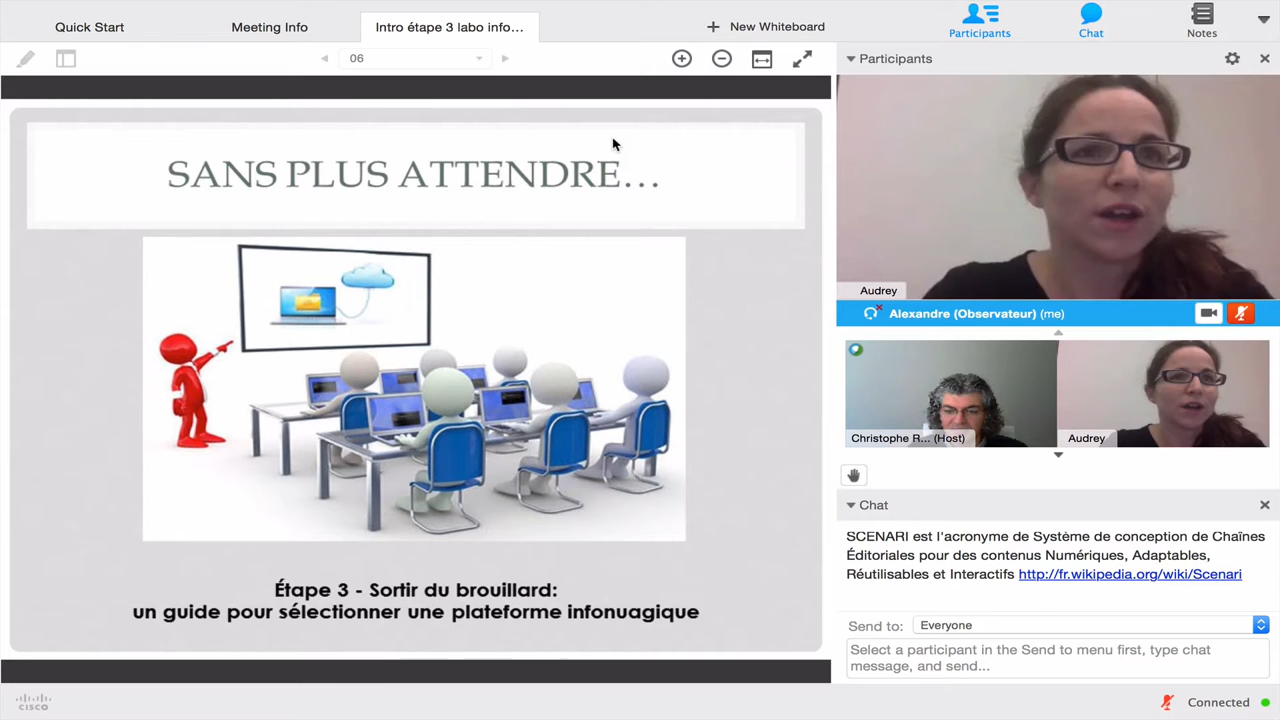 Quick Start
Meeting Info
Intro étape 3 labo info...
New Whiteboard
Participants
Chat
Notes
06
Participants
SANS PLUS ATTENDRE...
Étape 3 - Sortir du brouillard:
un guide pour sélectionner une plateforme infonuagique
Audrey
Alexandre (Observateur) (me)
Christophe R... (Host)
Audrey
Chat
SCENARI est l'acronyme de Système de conception de Chaînes
Éditoriales pour des contenus Numériques, Adaptables,
Réutilisables et Interactifs http://fr.wikipedia.org/wiki/Scenari
Send to:
Everyone
Select a participant in the Send to menu first, type chat
message, and send...
CISCO
Connected